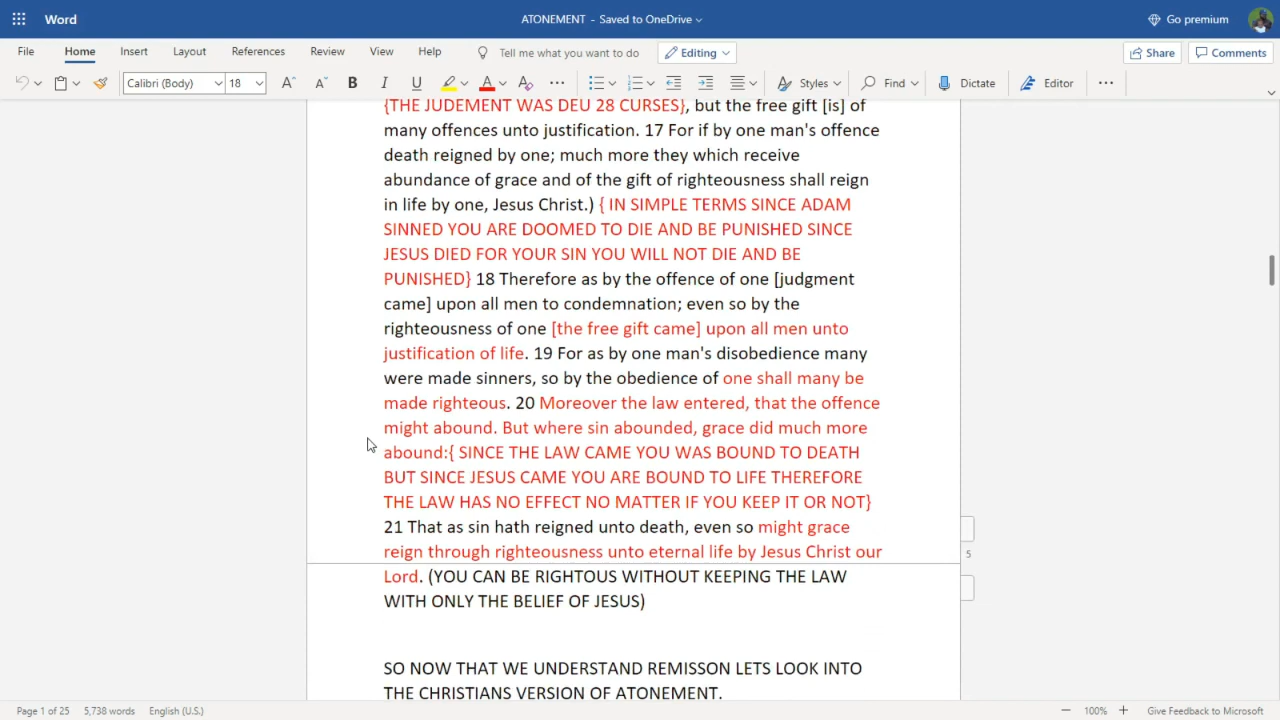 Word
ATONEMENT - Saved to OneDrive
Go premium
File Home Insert Layout References Review View Help Tell me what you want to do Editing Share Comments
Calibri (Body) 18 A A B I U A A Styles Find Dictate Editor
{THE JUDEMENT WAS DEU 28 CURSES}, but the free gift [is] of
many offences unto justification. 17 For if by one man's offence
death reigned by one; much more they which receive
abundance of grace and of the gift of righteousness shall reign
in life by one, Jesus Christ.) { IN SIMPLE TERMS SINCE ADAM
SINNED YOU ARE DOOMED TO DIE AND BE PUNISHED SINCE
JESUS DIED FOR YOUR SIN YOU WILL NOT DIE AND BE
PUNISHED} 18 Therefore as by the offence of one [judgment
came] upon all men to condemnation; even so by the
righteousness of one [the free gift came] upon all men unto
justification of life. 19 For as by one man's disobedience many
were made sinners, so by the obedience of one shall many be
made righteous. 20 Moreover the law entered, that the offence
might abound. But where sin abounded, grace did much more
abound:{ SINCE THE LAW CAME YOU WAS BOUND TO DEATH
BUT SINCE JESUS CAME YOU ARE BOUND TO LIFE THEREFORE
THE LAW HAS NO EFFECT NO MATTER IF YOU KEEP IT OR NOT}
21 That as sin hath reigned unto death, even so might grace
reign through righteousness unto eternal life by Jesus Christ our
Lord. (YOU CAN BE RIGHTOUS WITHOUT KEEPING THE LAW
WITH ONLY THE BELIEF OF JESUS)
5
SO NOW THAT WE UNDERSTAND REMISSON LETS LOOK INTO
THE CHRISTIANS VERSION OF ATONEMENT.
Page 1 of 25 5,738 words English (U.S.) 100% Give Feedback to Microsoft